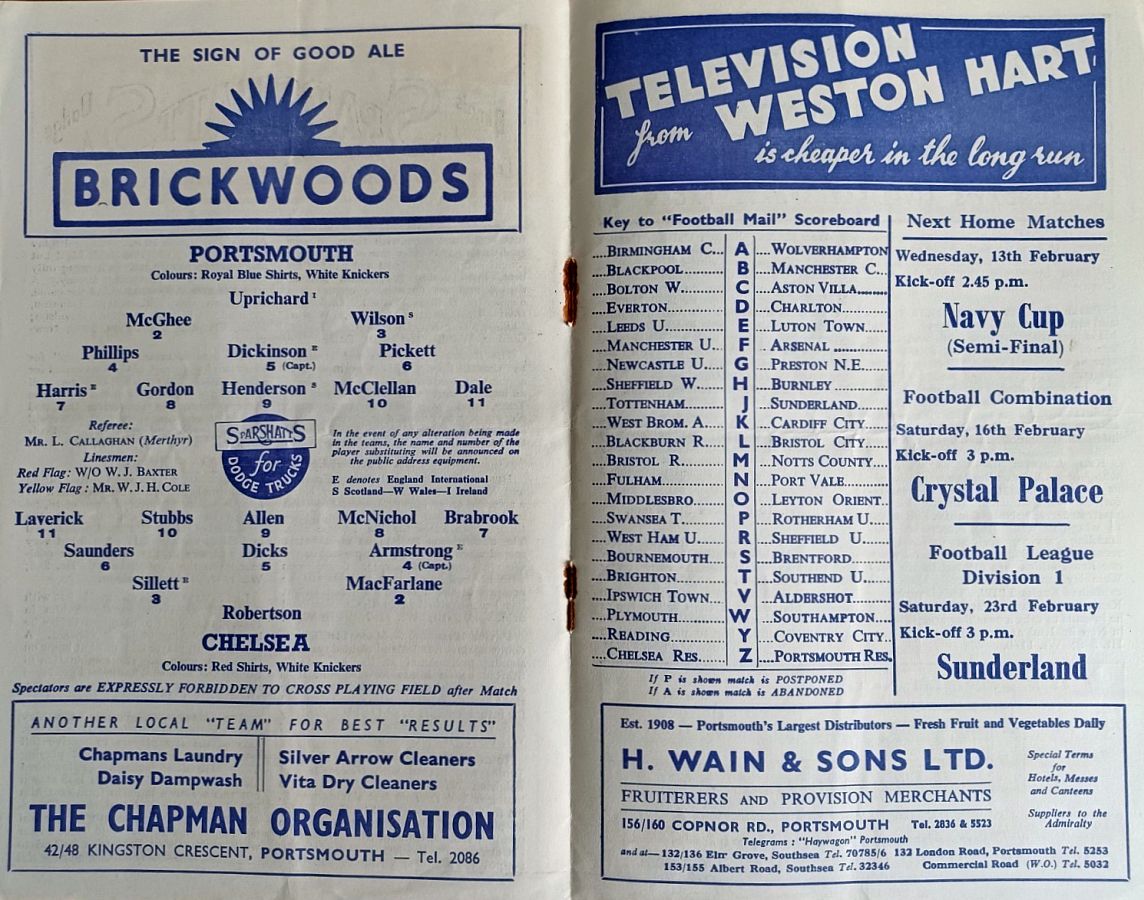 THE SIGN OF GOOD ALE
BRICKWOODS
PORTSMOUTH
Colours: Royal Blue Shirts, White Knickers
Uprichard I
McGhee Wilson S
2 3
Phillips Dickinson E Pickett
4 5 (Capt.) 6
Harris E Gordon Henderson S McClellan Dale
7 8 9 10 11
Referee:
MR. L. CALLAGHAN (Merthyr)
Linesmen:
Red Flag: W/O W. J. BAXTER
Yellow Flag: MR. W. J. H. COLE
SPARSHATTS
for
DODGE TRUCKS
In the event of any alteration being made
in the teams, the name and number of the
player substituting will be announced on
the public address equipment.
E denotes England International
S Scotland—W Wales—I Ireland
Laverick Stubbs Allen McNichol Brabrook
11 10 9 8 7
Saunders Dicks Armstrong E
6 5 4 (Capt.)
Sillett E MacFarlane
3 2
Robertson
CHELSEA
Colours: Red Shirts, White Knickers
Spectators are EXPRESSLY FORBIDDEN TO CROSS PLAYING FIELD after Match
ANOTHER LOCAL "TEAM" FOR BEST "RESULTS"
Chapmans Laundry Silver Arrow Cleaners
Daisy Dampwash Vita Dry Cleaners
THE CHAPMAN ORGANISATION
42/48 KINGSTON CRESCENT, PORTSMOUTH — Tel. 2086
TELEVISION
from WESTON HART
is cheaper in the long run
Key to "Football Mail" Scoreboard
....BIRMINGHAM C... A ....WOLVERHAMPTON
....BLACKPOOL...... B ....MANCHESTER C...
....BOLTON W....... C ....ASTON VILLA......
....EVERTON........ D ....CHARLTON.......
....LEEDS U........ E ....LUTON TOWN.....
....MANCHESTER U... F ....ARSENAL ........
....NEWCASTLE U.... G ....PRESTON N.E.....
....SHEFFIELD W.... H ....BURNLEY ........
....TOTTENHAM...... J ....SUNDERLAND.....
....WEST BROM. A... K ....CARDIFF CITY...
....BLACKBURN R.... L ....BRISTOL CITY...
....BRISTOL R...... M ....NOTTS COUNTY...
....FULHAM......... N ....PORT VALE......
....MIDDLESBRO..... O ....LEYTON ORIENT.
....SWANSEA T...... P ....ROTHERHAM U....
....WEST HAM U..... R ....SHEFFIELD U....
....BOURNEMOUTH.... S ....BRENTFORD......
....BRIGHTON....... T ....SOUTHEND U.....
....IPSWICH TOWN... V ....ALDERSHOT......
....PLYMOUTH....... W ...SOUTHAMPTON....
....READING........ Y ....COVENTRY CITY..
....CHELSEA RES.... Z ....PORTSMOUTH RES.
If P is shown match is POSTPONED
If A is shown match is ABANDONED
Next Home Matches
Wednesday, 13th February
Kick-off 2.45 p.m.
Navy Cup
(Semi-Final)
Football Combination
Saturday, 16th February
Kick-off 3 p.m.
Crystal Palace
Football League
Division 1
Saturday, 23rd February
Kick-off 3 p.m.
Sunderland
Est. 1908 — Portsmouth's Largest Distributors — Fresh Fruit and Vegetables Daily
H. WAIN & SONS LTD.
FRUITERERS AND PROVISION MERCHANTS
Special Terms
for
Hotels, Messes
and Canteens
Suppliers to the
Admiralty
156/160 COPNOR RD., PORTSMOUTH Tel. 2836 & 5523
Telegrams: "Haywagon" Portsmouth
and at—132/136 Elm Grove, Southsea Tel. 70785/6 132 London Road, Portsmouth Tel. 5253
153/155 Albert Road, Southsea Tel. 32346 Commercial Road (W.O.) Tel. 5032